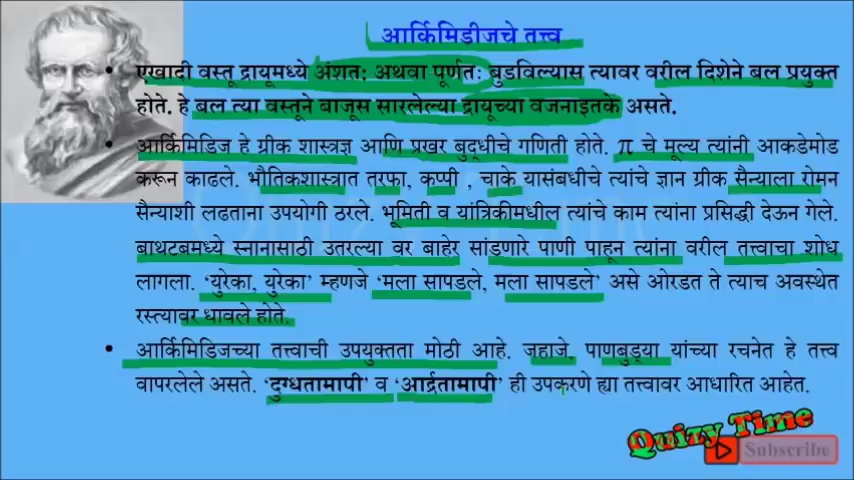 आर्किमिडीजचे तत्त्व
• एखादी वस्तू द्रायूमध्ये अंशत: अथवा पूर्णत: बुडविल्यास त्यावर वरील दिशेने बल प्रयुक्त
होते. हे बल त्या वस्तूने बाजूस सारलेल्या द्रायूच्या वजनाइतके असते.
• आर्किमिडिज हे ग्रीक शास्त्रज्ञ आणि प्रखर बुद्धीचे गणिती होते. π चे मूल्य त्यांनी आकडेमोड
करून काढले. भौतिकशास्त्रात तरफा, कप्पी , चाके यासंबधीचे त्यांचे ज्ञान ग्रीक सैन्याला रोमन
सैन्याशी लढताना उपयोगी ठरले. भूमिती व यांत्रिकीमधील त्यांचे काम त्यांना प्रसिद्धी देऊन गेले.
बाथटबमध्ये स्नानासाठी उतरल्या वर बाहेर सांडणारे पाणी पाहून त्यांना वरील तत्त्वाचा शोध
लागला. ‘युरेका, युरेका’ म्हणजे ‘मला सापडले, मला सापडले’ असे ओरडत ते त्याच अवस्थेत
रस्त्यावर धावले होते.
• आर्किमिडिजच्या तत्त्वाची उपयुक्तता मोठी आहे. जहाजे, पाणबुड्या यांच्या रचनेत हे तत्त्व
वापरलेले असते. ‘दुग्धतामापी’ व ‘आर्द्रतामापी’ ही उपकरणे ह्या तत्त्वावर आधारित आहेत.
Quizy Time
Subscribe